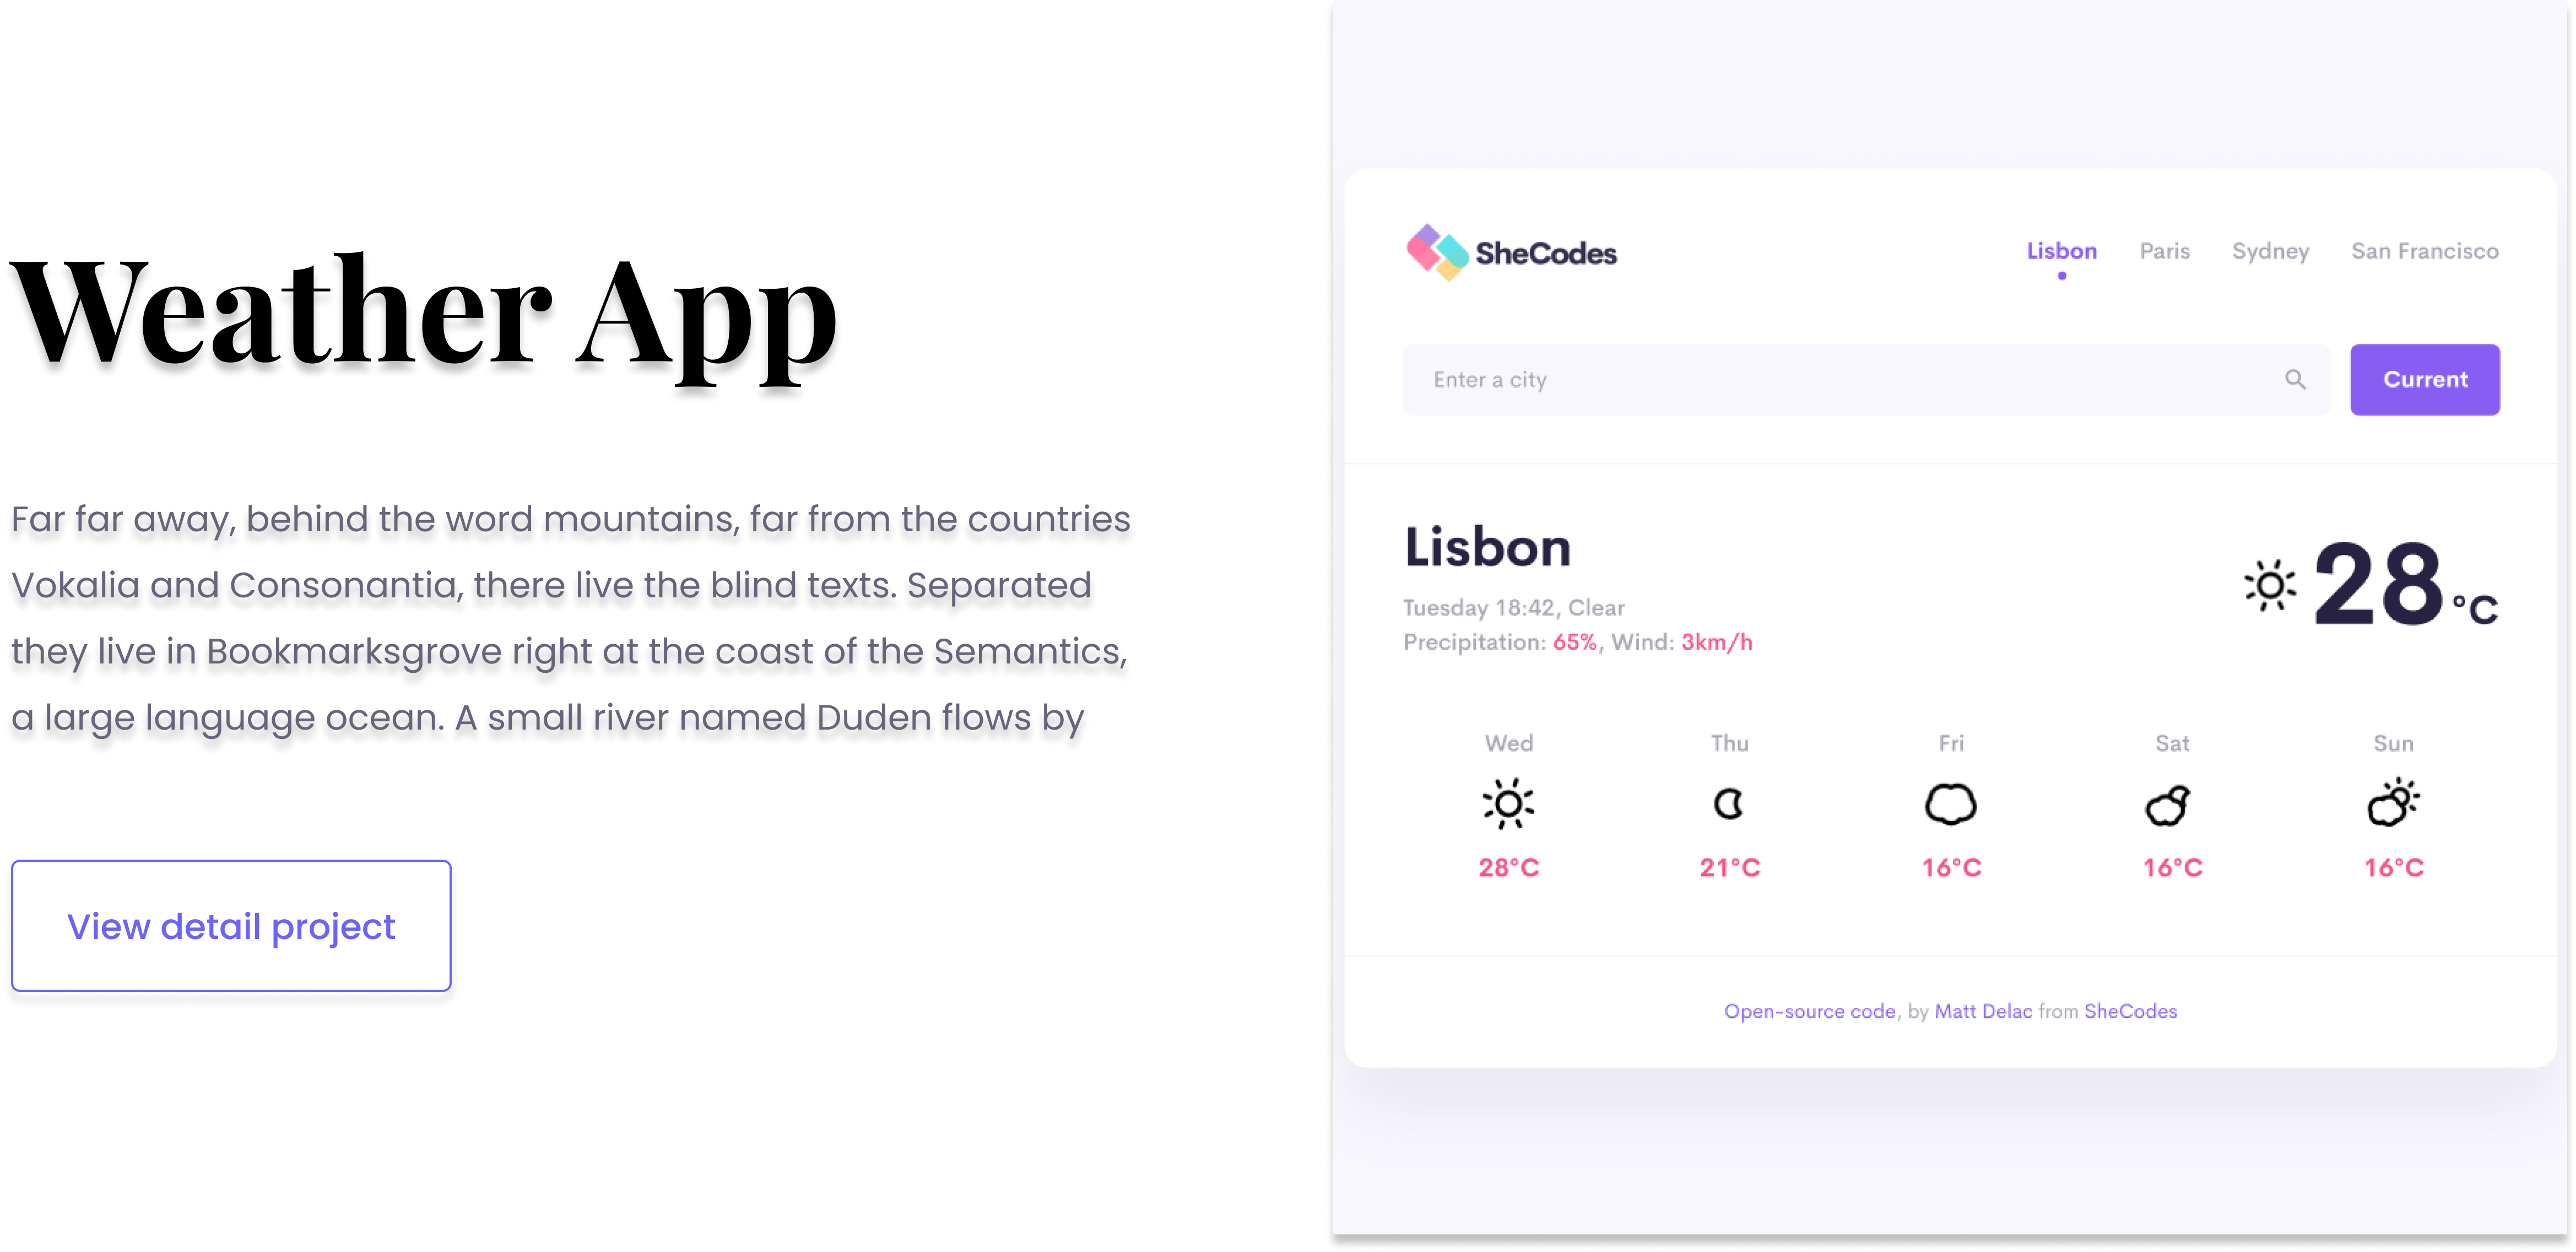 Weather App
Far far away, behind the word mountains, far from the countries
Vokalia and Consonantia, there live the blind texts. Separated
they live in Bookmarksgrove right at the coast of the Semantics,
a large language ocean. A small river named Duden flows by
View detail project
SheCodes
Lisbon Paris Sydney San Francisco
Enter a city Current
Lisbon
28 °C
Tuesday 18:42, Clear
Precipitation: 65%, Wind: 3km/h
Wed Thu Fri Sat Sun
28°C 21°C 16°C 16°C 16°C
Open-source code, by Matt Delac from SheCodes